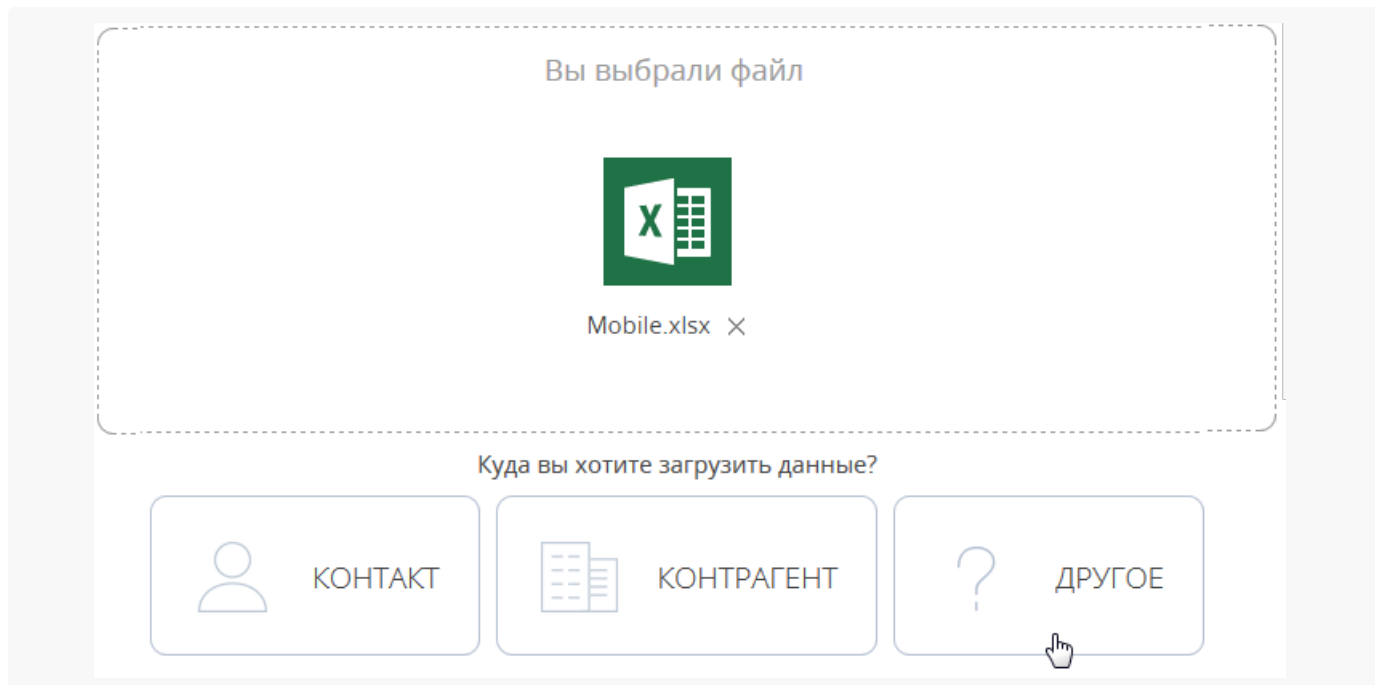 Вы выбрали файл
X
Mobile.xlsx
Куда вы хотите загрузить данные?
КОНТАКТ
КОНТРАГЕНТ
? ДРУГОЕ